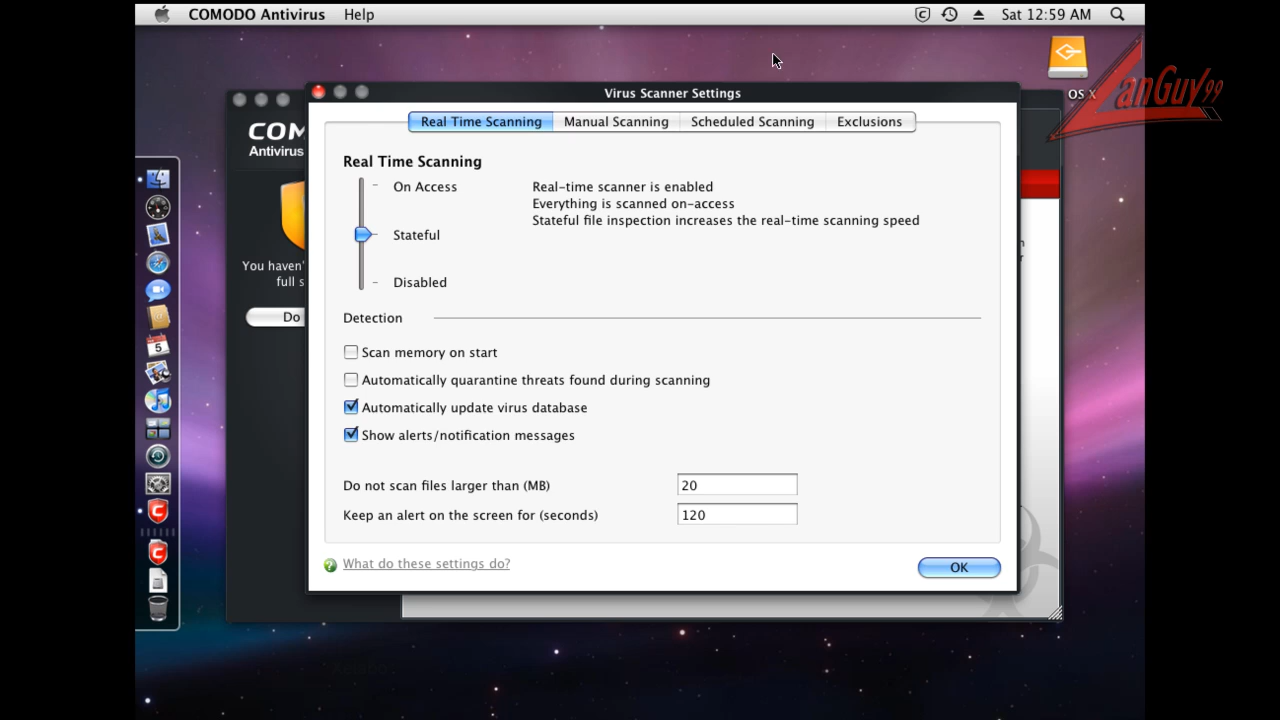 COMODO Antivirus Help
Sat 12:59 AM
OS X
anGuy99
Virus Scanner Settings
COM
Antivirus
Real Time Scanning
Manual Scanning
Scheduled Scanning
Exclusions
Real Time Scanning
On Access
Stateful
Disabled
Real-time scanner is enabled
Everything is scanned on-access
Stateful file inspection increases the real-time scanning speed
You haven'
full s
Do
Detection
Scan memory on start
Automatically quarantine threats found during scanning
Automatically update virus database
Show alerts/notification messages
Do not scan files larger than (MB) 20
Keep an alert on the screen for (seconds) 120
What do these settings do?
OK
5